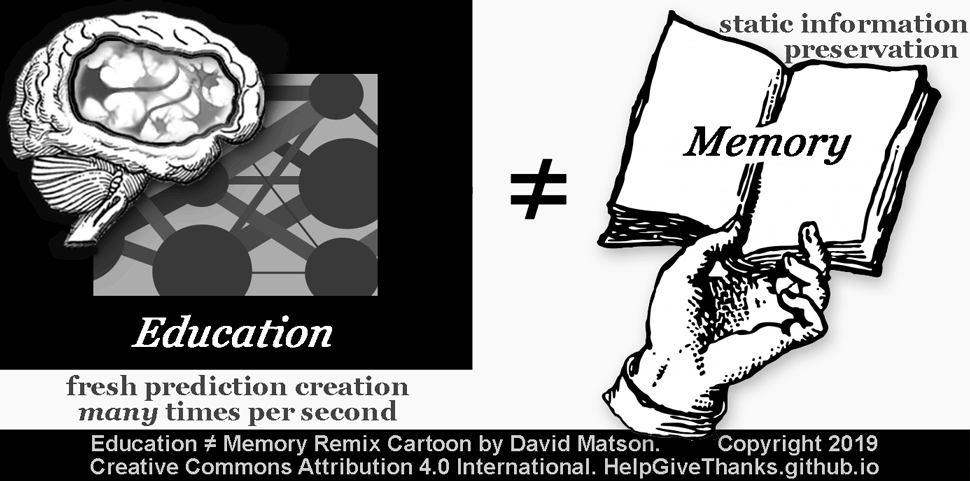 Education
fresh prediction creation
many times per second
≠
static information
preservation
Memory
Education ≠ Memory Remix Cartoon by David Matson. Copyright 2019
Creative Commons Attribution 4.0 International. HelpGiveThanks.github.io